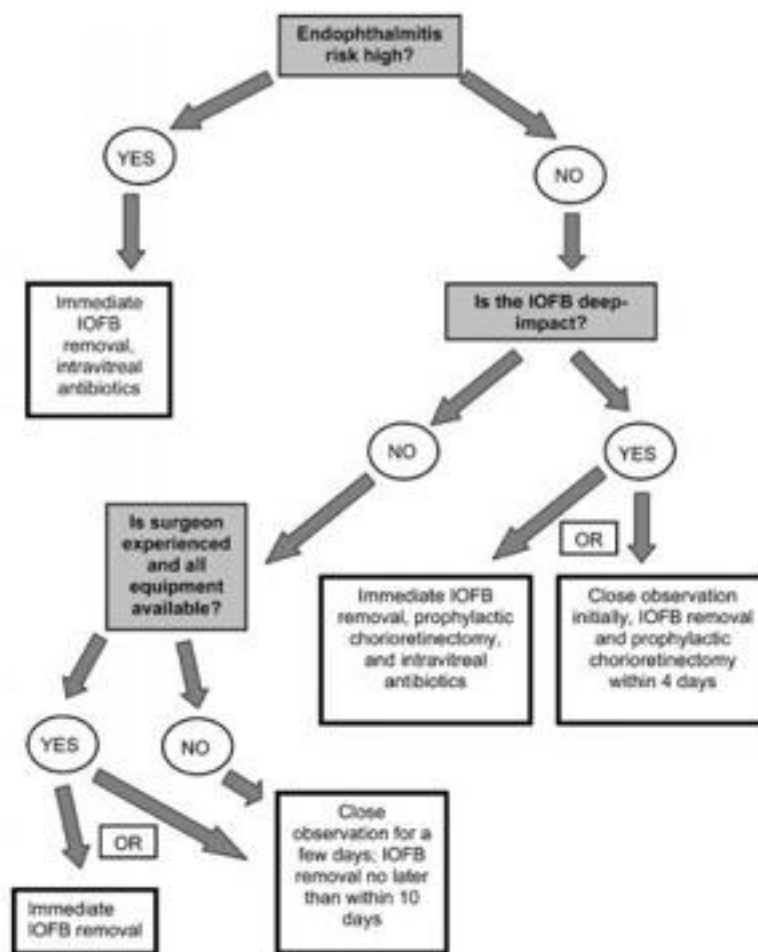 Endophthalmitis
risk high?
YES
NO
Immediate
IOFB
removal,
intravitreal
antibiotics
Is the IOFB deep-
impact?
NO
YES
Is surgeon
experienced
and all
equipment
available?
OR
Immediate IOFB
removal, prophylactic
chorioretinectomy,
and intravitreal
antibiotics
Close observation
initially, IOFB removal
and prophylactic
chorioretinectomy
within 4 days
YES
NO
OR
Close
observation for a
few days; IOFB
removal no later
than within 10
days
Immediate
IOFB removal